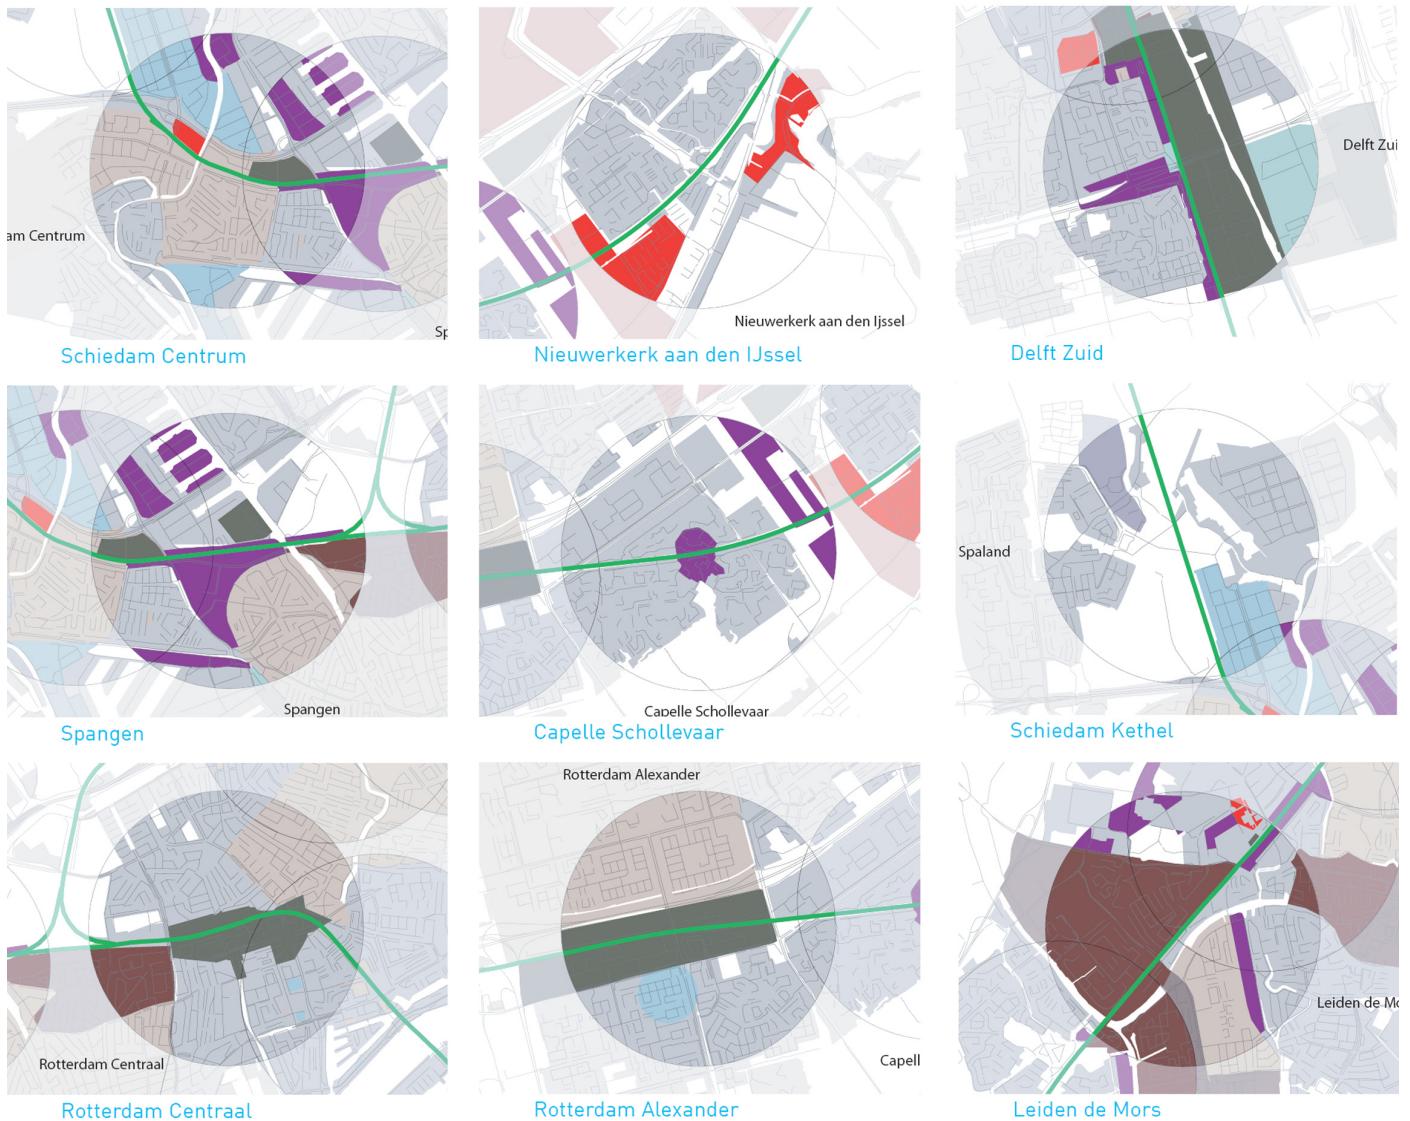 am Centrum
Sp
Schiedam Centrum
Nieuwerkerk aan den Ijssel
Nieuwerkerk aan den IJssel
Delft Zui
Delft Zuid
Spangen
Spangen
Capelle Schollevaar
Capelle Schollevaar
Spaland
Schiedam Kethel
Rotterdam Centraal
Rotterdam Centraal
Rotterdam Alexander
Capell
Rotterdam Alexander
Leiden de Mo
Leiden de Mors